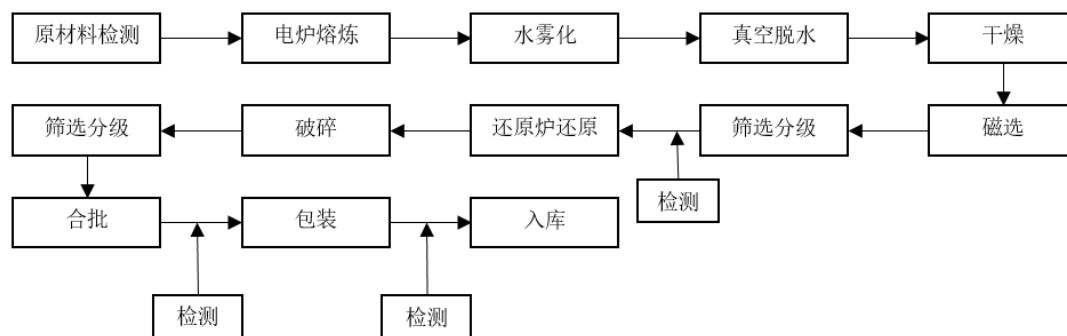 原材料检测
电炉熔炼
水雾化
真空脱水
干燥
筛选分级
破碎
还原炉还原
筛选分级
磁选
检测
合批
包装
入库
检测
检测